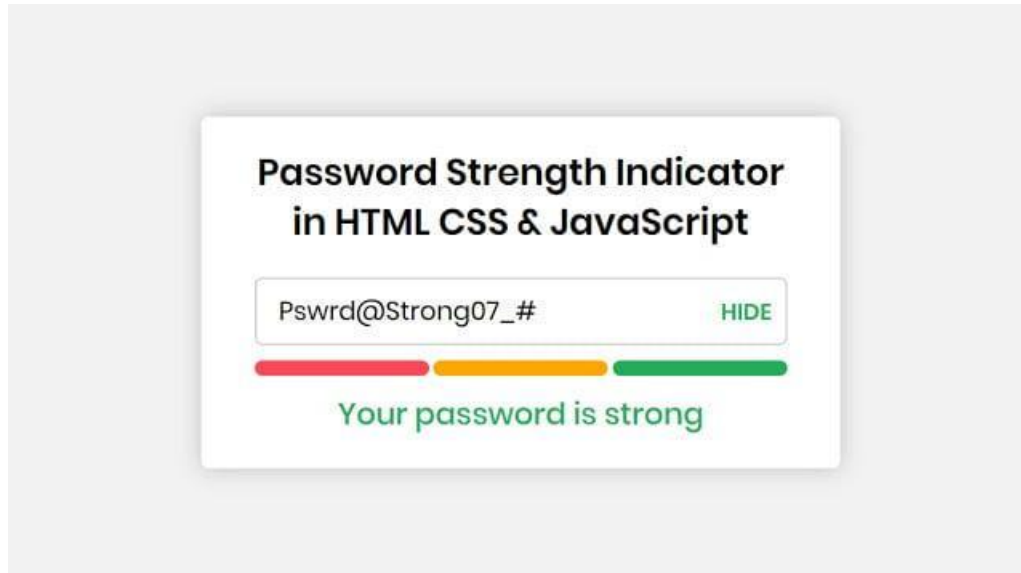 Password Strength Indicator
in HTML CSS & JavaScript
Pswrd@Strong07_# HIDE
Your password is strong